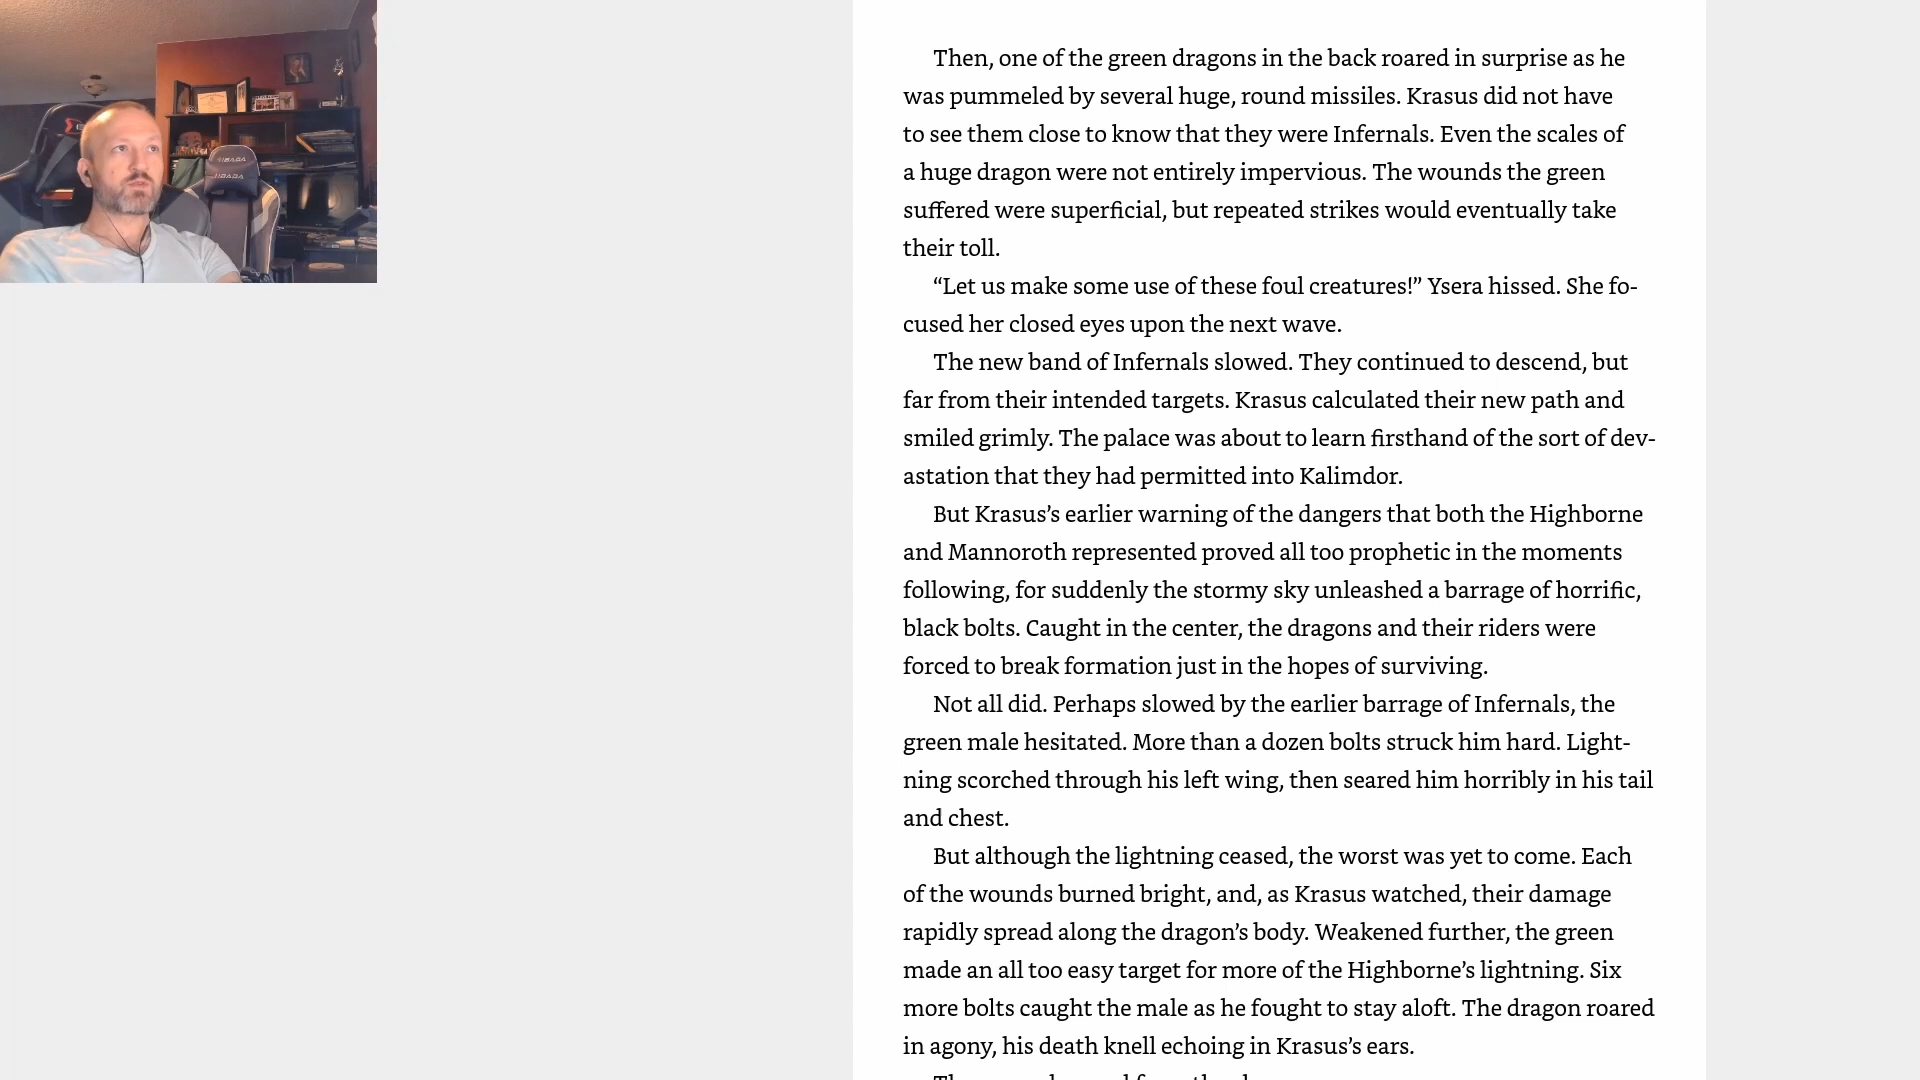 Then, one of the green dragons in the back roared in surprise as he
was pummeled by several huge, round missiles. Krasus did not have
to see them close to know that they were Infernals. Even the scales of
a huge dragon were not entirely impervious. The wounds the green
suffered were superficial, but repeated strikes would eventually take
their toll.
“Let us make some use of these foul creatures!” Ysera hissed. She fo-
cused her closed eyes upon the next wave.
The new band of Infernals slowed. They continued to descend, but
far from their intended targets. Krasus calculated their new path and
smiled grimly. The palace was about to learn firsthand of the sort of dev-
astation that they had permitted into Kalimdor.
But Krasus’s earlier warning of the dangers that both the Highborne
and Mannoroth represented proved all too prophetic in the moments
following, for suddenly the stormy sky unleashed a barrage of horrific,
black bolts. Caught in the center, the dragons and their riders were
forced to break formation just in the hopes of surviving.
Not all did. Perhaps slowed by the earlier barrage of Infernals, the
green male hesitated. More than a dozen bolts struck him hard. Light-
ning scorched through his left wing, then seared him horribly in his tail
and chest.
But although the lightning ceased, the worst was yet to come. Each
of the wounds burned bright, and, as Krasus watched, their damage
rapidly spread along the dragon’s body. Weakened further, the green
made an all too easy target for more of the Highborne’s lightning. Six
more bolts caught the male as he fought to stay aloft. The dragon roared
in agony, his death knell echoing in Krasus’s ears.